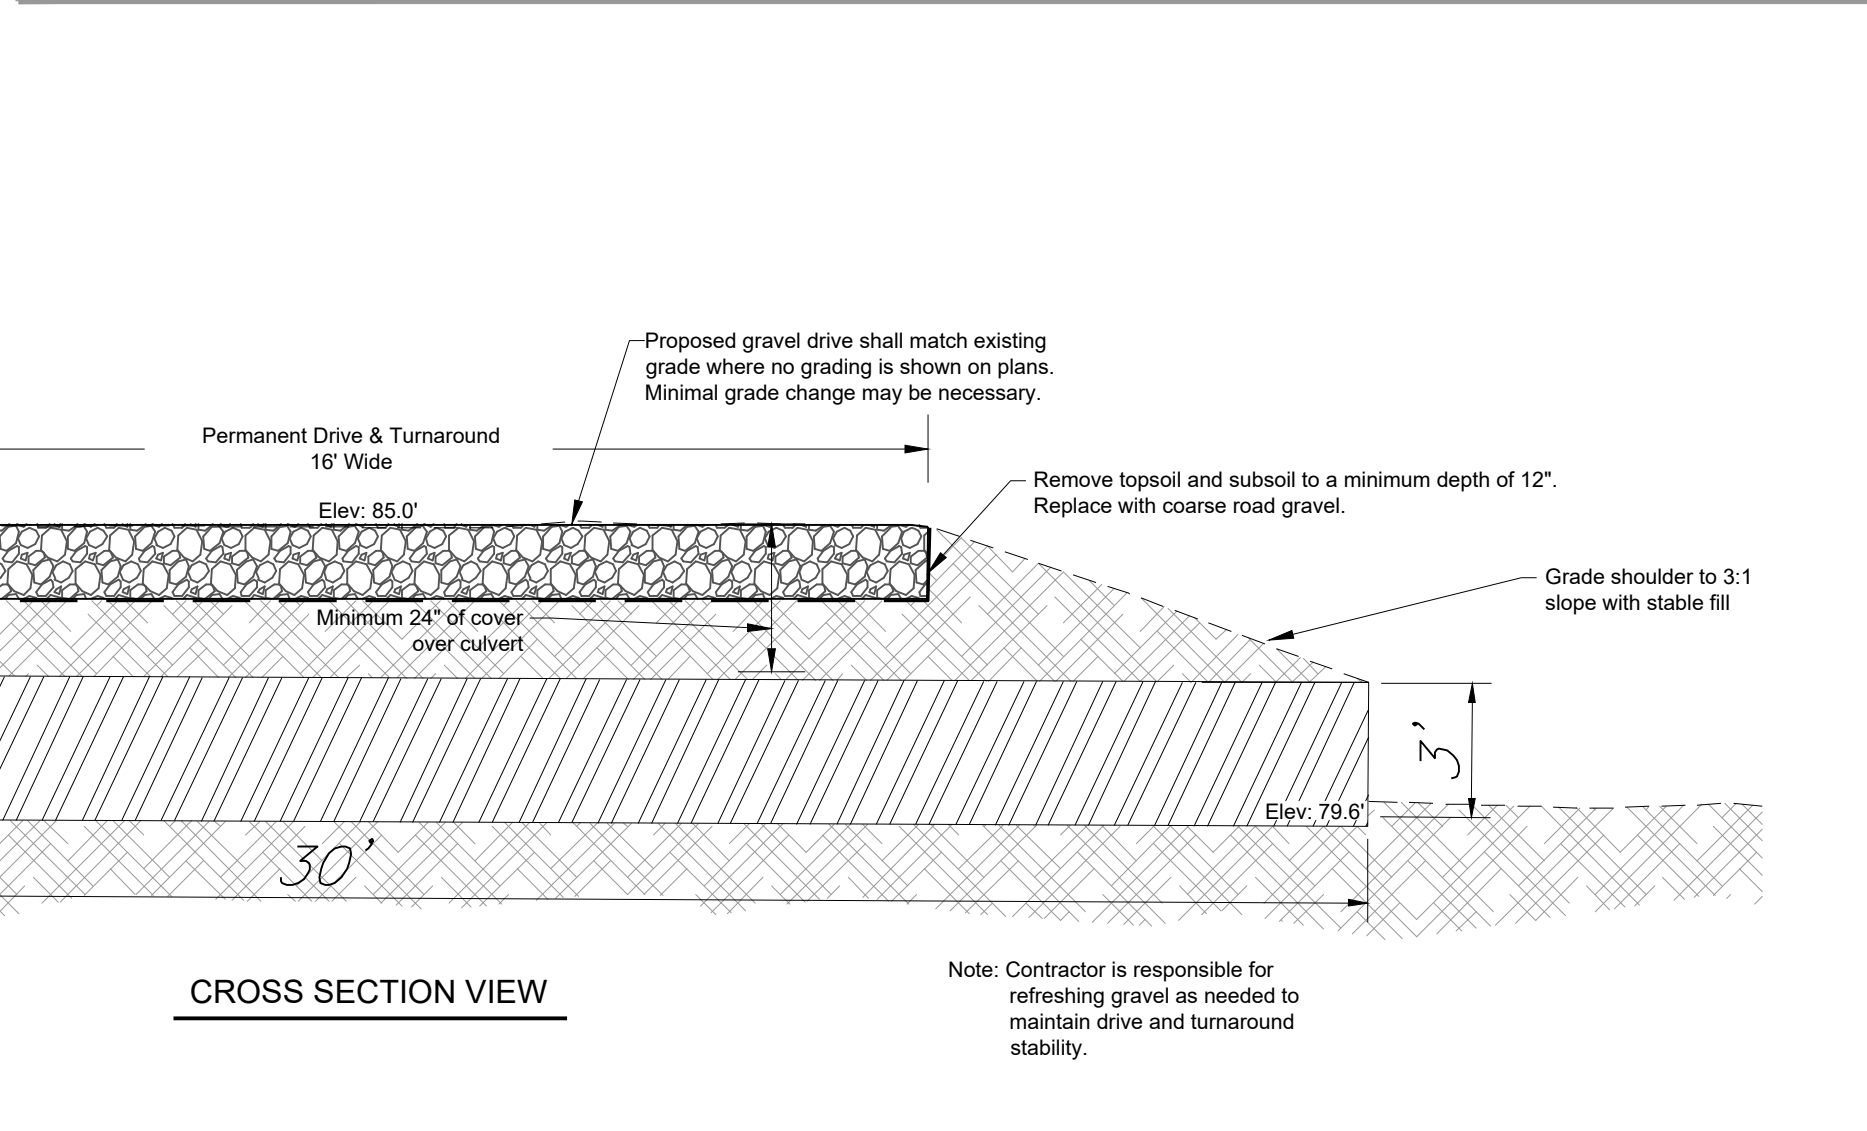 Proposed gravel drive shall match existing
grade where no grading is shown on plans.
Minimal grade change may be necessary.
Permanent Drive & Turnaround
16' Wide
Remove topsoil and subsoil to a minimum depth of 12".
Replace with coarse road gravel.
Elev: 85.0'
Grade shoulder to 3:1
slope with stable fill
Minimum 24" of cover
over culvert
3'
Elev: 79.6'
30'
CROSS SECTION VIEW
Note: Contractor is responsible for
refreshing gravel as needed to
maintain drive and turnaround
stability.